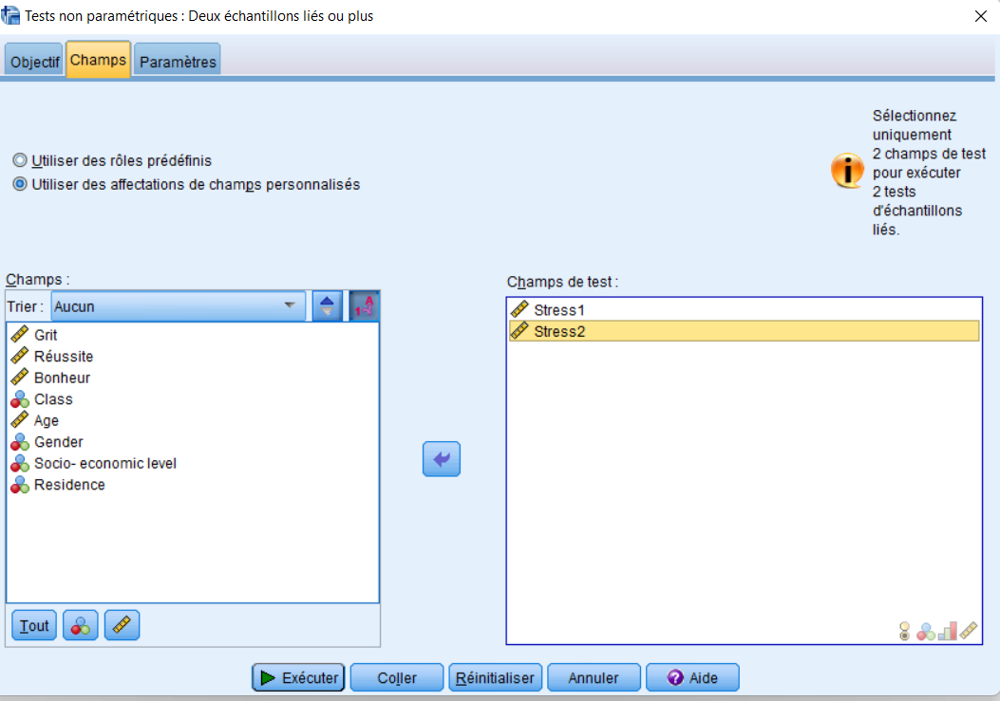 Tests non paramétriques : Deux échantillons liés ou plus
Objectif
Champs
Paramètres
Utiliser des rôles prédéfinis
Utiliser des affectations de champs personnalisés
Sélectionnez
uniquement
2 champs de test
pour exécuter
2 tests
d'échantillons
liés.
Champs :
Trier : Aucun
Grit
Réussite
Bonheur
Class
Age
Gender
Socio- economic level
Residence
Tout
Champs de test :
Stress1
Stress2
Exécuter
Coller
Réinitialiser
Annuler
Aide